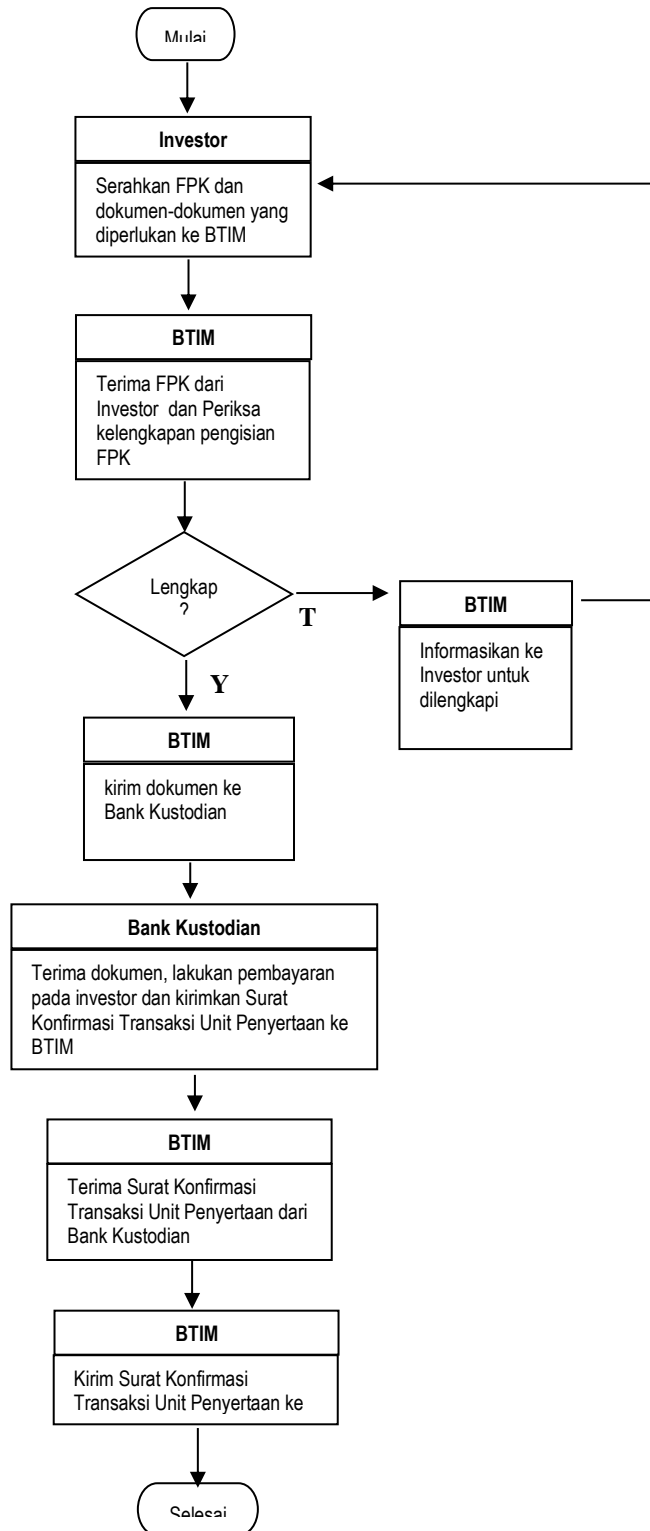 Mulai
Investor
Serahkan FPK dan
dokumen-dokumen yang
diperlukan ke BTIM
BTIM
Terima FPK dari
Investor dan Periksa
kelengkapan pengisian
FPK
Lengkap
?
T
BTIM
Informasikan ke
Investor untuk
dilengkapi
Y
BTIM
kirim dokumen ke
Bank Kustodian
Bank Kustodian
Terima dokumen, lakukan pembayaran
pada investor dan kirimkan Surat
Konfirmasi Transaksi Unit Penyertaan ke
BTIM
BTIM
Terima Surat Konfirmasi
Transaksi Unit Penyertaan dari
Bank Kustodian
BTIM
Kirim Surat Konfirmasi
Transaksi Unit Penyertaan ke
Selesai